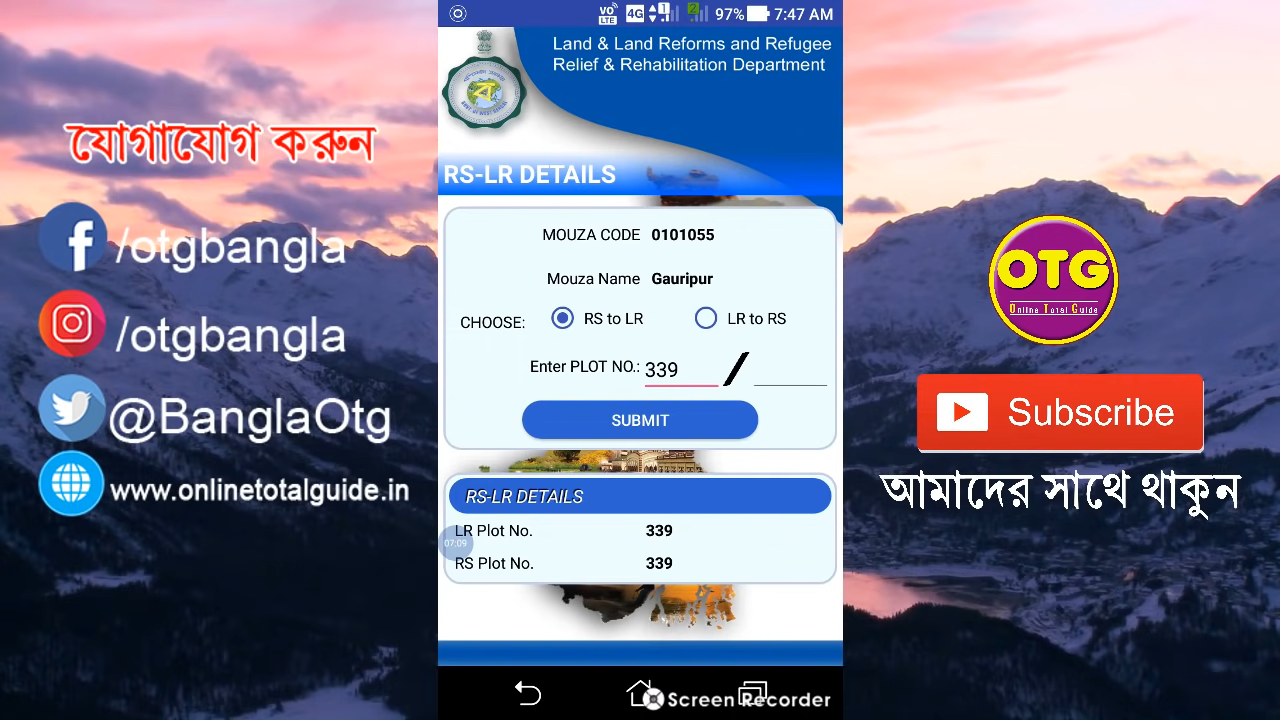 যোগাযোগ করুন
/otgbangla
/otgbangla
@BanglaOtg
www.onlinetotalguide.in
VO LTE 4G 1 2 97% 7:47 AM
Land & Land Reforms and Refugee
Relief & Rehabilitation Department
RS-LR DETAILS
MOUZA CODE 0101055
Mouza Name Gauripur
CHOOSE: RS to LR LR to RS
Enter PLOT NO.: 339 /
SUBMIT
RS-LR DETAILS
LR Plot No. 339
07:09
RS Plot No. 339
Screen Recorder
OTG
Online Total Guide
Subscribe
আমাদের সাথে থাকুন